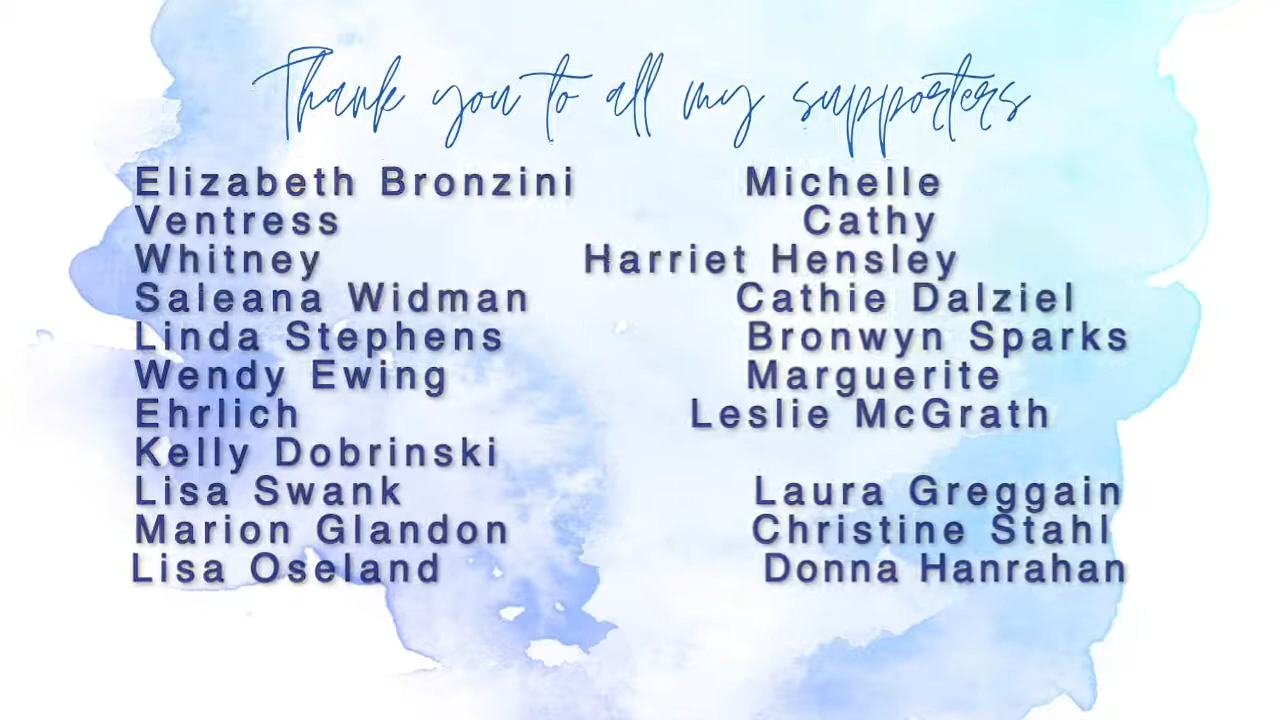 Thank you to all my supporters
Elizabeth Bronzini Michelle
Ventress Cathy
Whitney Harriet Hensley
Saleana Widman Cathie Dalziel
Linda Stephens Bronwyn Sparks
Wendy Ewing Marguerite
Ehrlich Leslie McGrath
Kelly Dobrinski
Lisa Swank Laura Greggain
Marion Glandon Christine Stahl
Lisa Oseland Donna Hanrahan